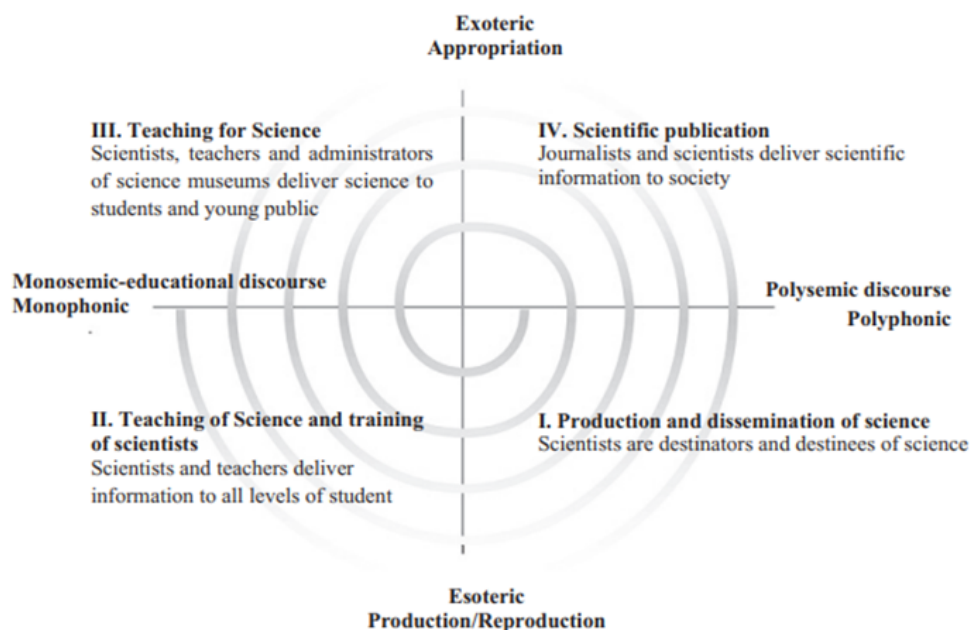 Exoteric
Appropriation
III. Teaching for Science
Scientists, teachers and administrators
of science museums deliver science to
students and young public
IV. Scientific publication
Journalists and scientists deliver scientific
information to society
Monosemic-educational discourse
Monophonic
Polysemic discourse
Polyphonic
II. Teaching of Science and training
of scientists
Scientists and teachers deliver
information to all levels of student
I. Production and dissemination of science
Scientists are destinators and destinees of science
Esoteric
Production/Reproduction